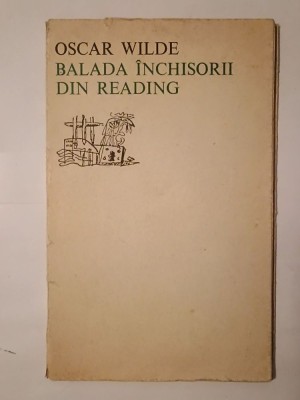 OSCAR WILDE
BALADA ÎNCHISORII
DIN READING